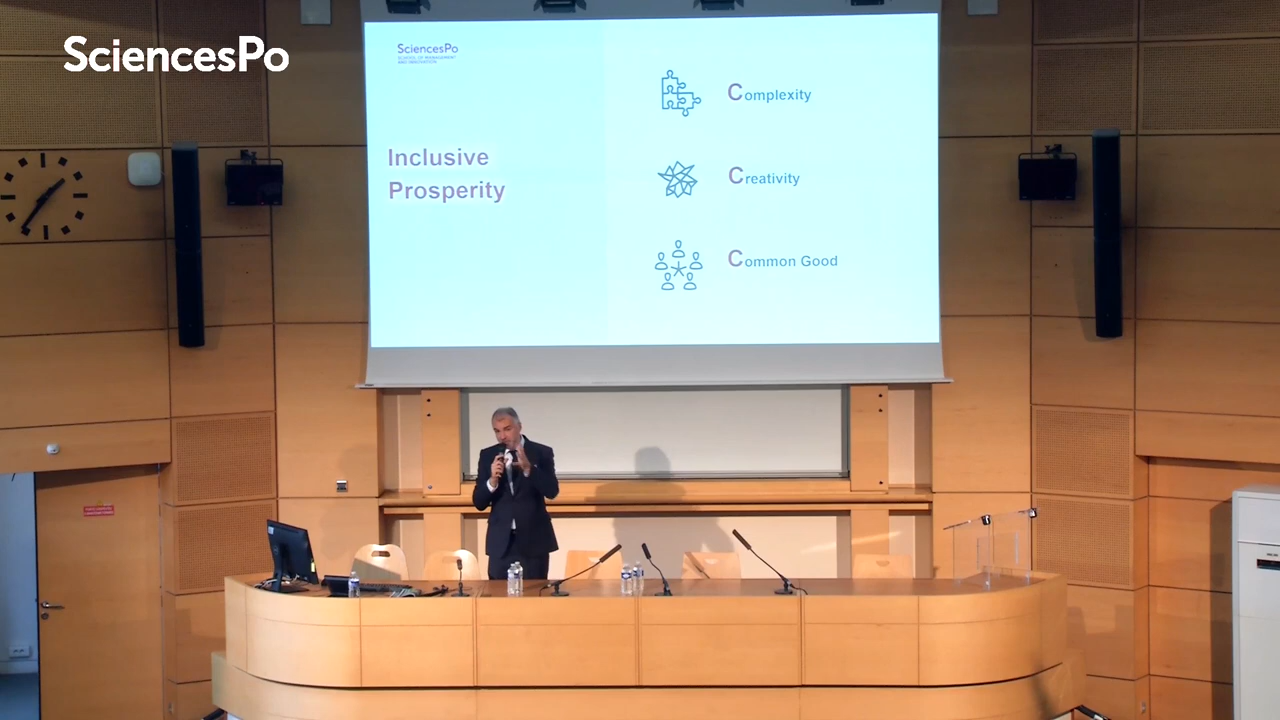 SciencesPo
SciencesPo
SCHOOL OF MANAGEMENT
AND INNOVATION
Inclusive
Prosperity
Complexity
Creativity
Common Good